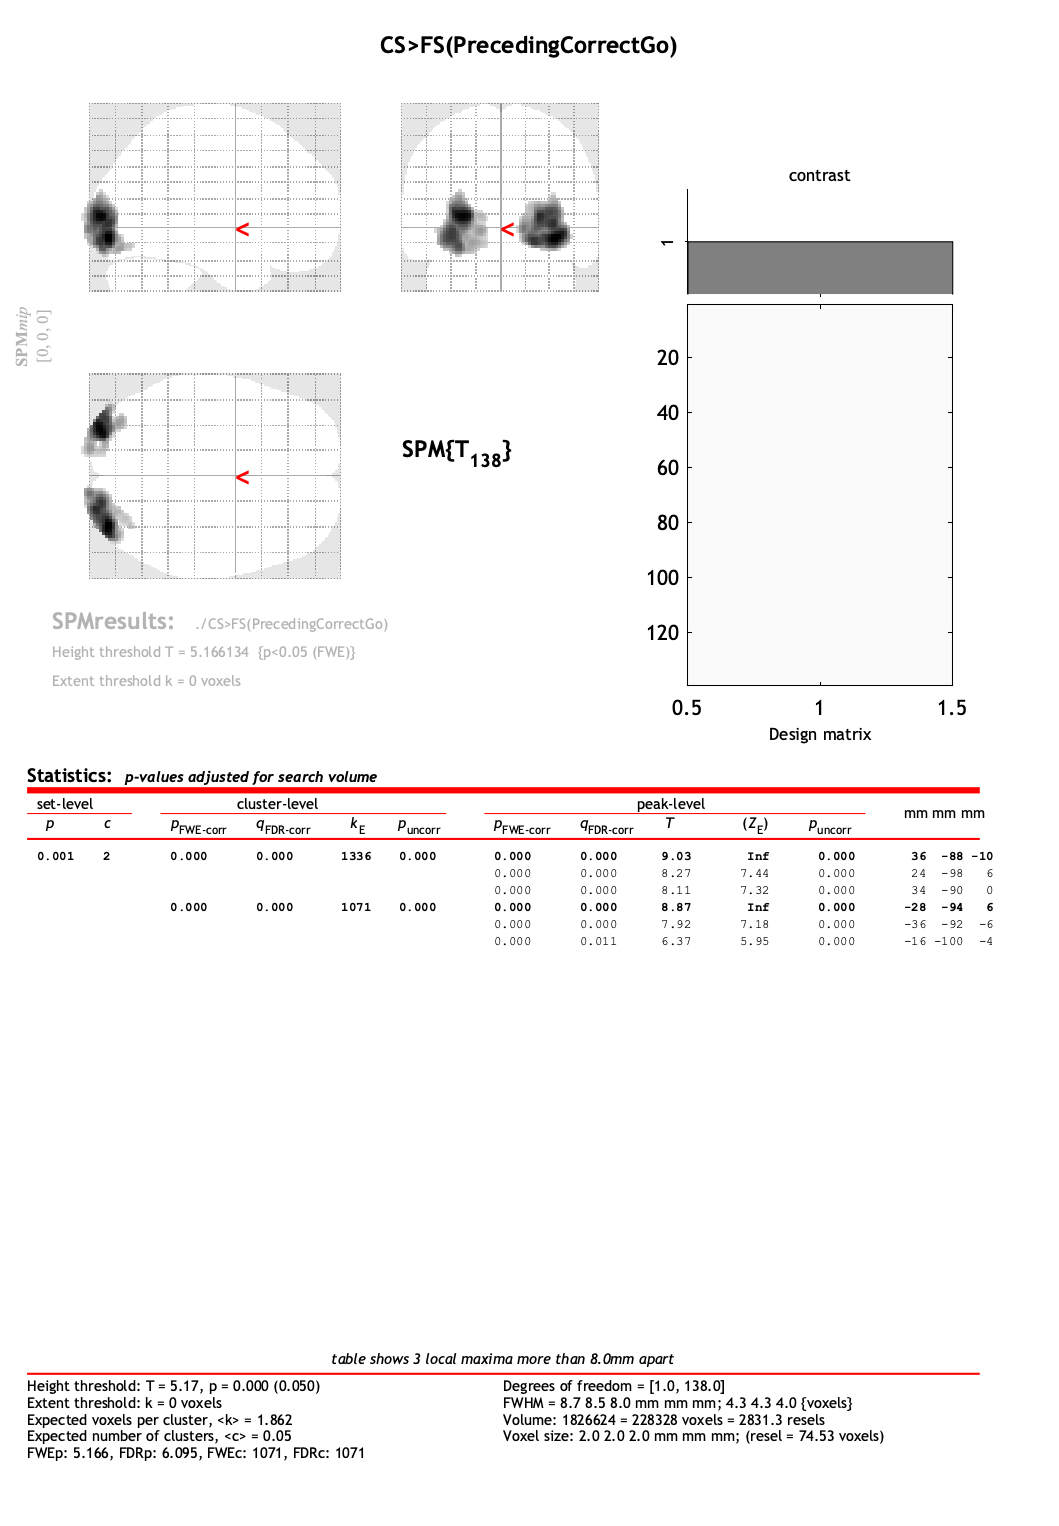 CS>FS(PrecedingCorrectGo)
SPMmip
[0, 0, 0]
<
<
<
SPM{T138}
contrast
1
20
40
60
80
100
120
0.5 1 1.5
Design matrix
SPMresults: ./CS>FS(PrecedingCorrectGo)
Height threshold T = 5.166134 {p<0.05 (FWE)}
Extent threshold k = 0 voxels
Statistics: p-values adjusted for search volume
set-level cluster-level peak-level mm mm mm
p c pFWE-corr qFDR-corr kE puncorr pFWE-corr qFDR-corr T (ZE) puncorr
0.001 2 0.000 0.000 1336 0.000 0.000 0.000 9.03 Inf 0.000 36 -88 -10
0.000 0.000 8.27 7.44 0.000 24 -98 6
0.000 0.000 8.11 7.32 0.000 34 -90 0
0.000 0.000 1071 0.000 0.000 0.000 8.87 Inf 0.000 -28 -94 6
0.000 0.000 7.92 7.18 0.000 -36 -92 -6
0.000 0.011 6.37 5.95 0.000 -16 -100 -4
table shows 3 local maxima more than 8.0mm apart
Height threshold: T = 5.17, p = 0.000 (0.050)
Extent threshold: k = 0 voxels
Expected voxels per cluster, <k> = 1.862
Expected number of clusters, <c> = 0.05
FWEp: 5.166, FDRp: 6.095, FWEc: 1071, FDRc: 1071
Degrees of freedom = [1.0, 138.0]
FWHM = 8.7 8.5 8.0 mm mm mm; 4.3 4.3 4.0 {voxels}
Volume: 1826624 = 228328 voxels = 2831.3 resels
Voxel size: 2.0 2.0 2.0 mm mm mm; (resel = 74.53 voxels)